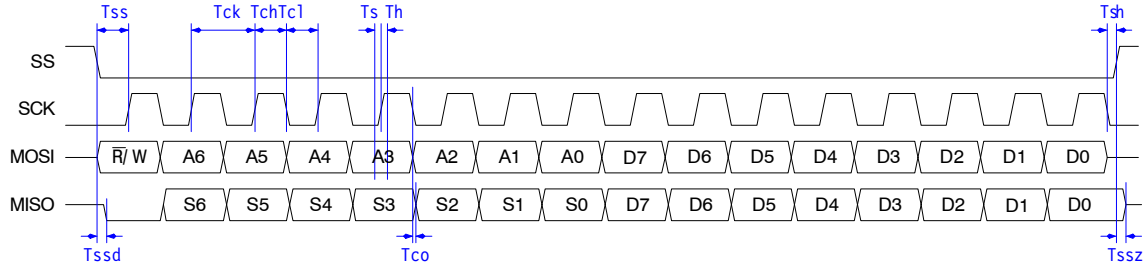 Tss Tck Tch Tcl Ts Th Tsh
SS
SCK
MOSI R̅/ W A6 A5 A4 A3 A2 A1 A0 D7 D6 D5 D4 D3 D2 D1 D0
MISO S6 S5 S4 S3 S2 S1 S0 D7 D6 D5 D4 D3 D2 D1 D0
Tssd Tco Tssz